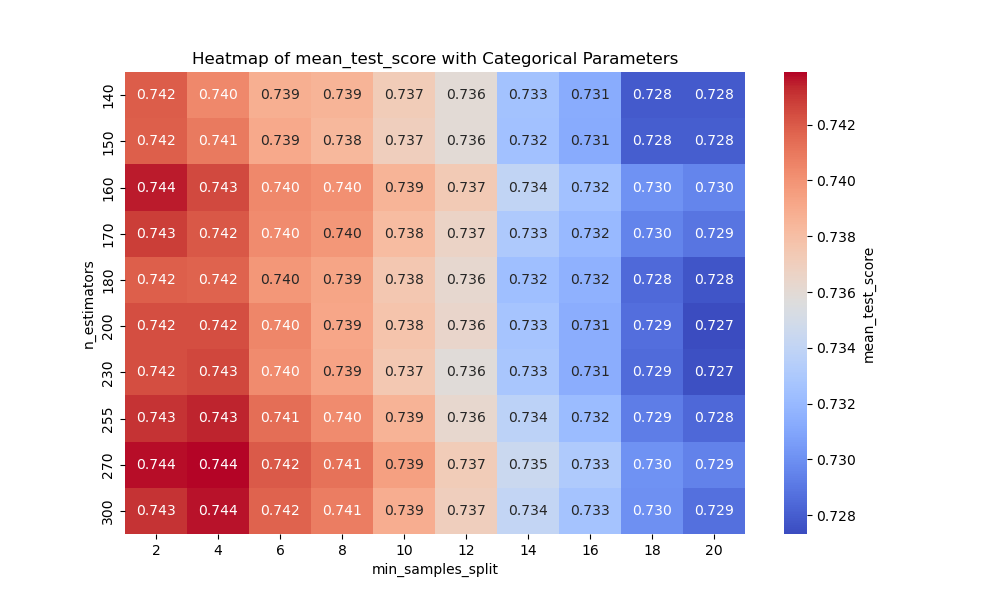 Heatmap of mean_test_score with Categorical Parameters
n_estimators
140 0.742 0.740 0.739 0.739 0.737 0.736 0.733 0.731 0.728 0.728
150 0.742 0.741 0.739 0.738 0.737 0.736 0.732 0.731 0.728 0.728
160 0.744 0.743 0.740 0.740 0.739 0.737 0.734 0.732 0.730 0.730
170 0.743 0.742 0.740 0.740 0.738 0.737 0.733 0.732 0.730 0.729
180 0.742 0.742 0.740 0.739 0.738 0.736 0.732 0.732 0.728 0.728
200 0.742 0.742 0.740 0.739 0.738 0.736 0.733 0.731 0.729 0.727
230 0.742 0.743 0.740 0.739 0.737 0.736 0.733 0.731 0.729 0.727
255 0.743 0.743 0.741 0.740 0.739 0.736 0.734 0.732 0.729 0.728
270 0.744 0.744 0.742 0.741 0.739 0.737 0.735 0.733 0.730 0.729
300 0.743 0.744 0.742 0.741 0.739 0.737 0.734 0.733 0.730 0.729
2 4 6 8 10 12 14 16 18 20
min_samples_split
0.742
0.740
0.738
0.736
0.734
0.732
0.730
0.728
mean_test_score